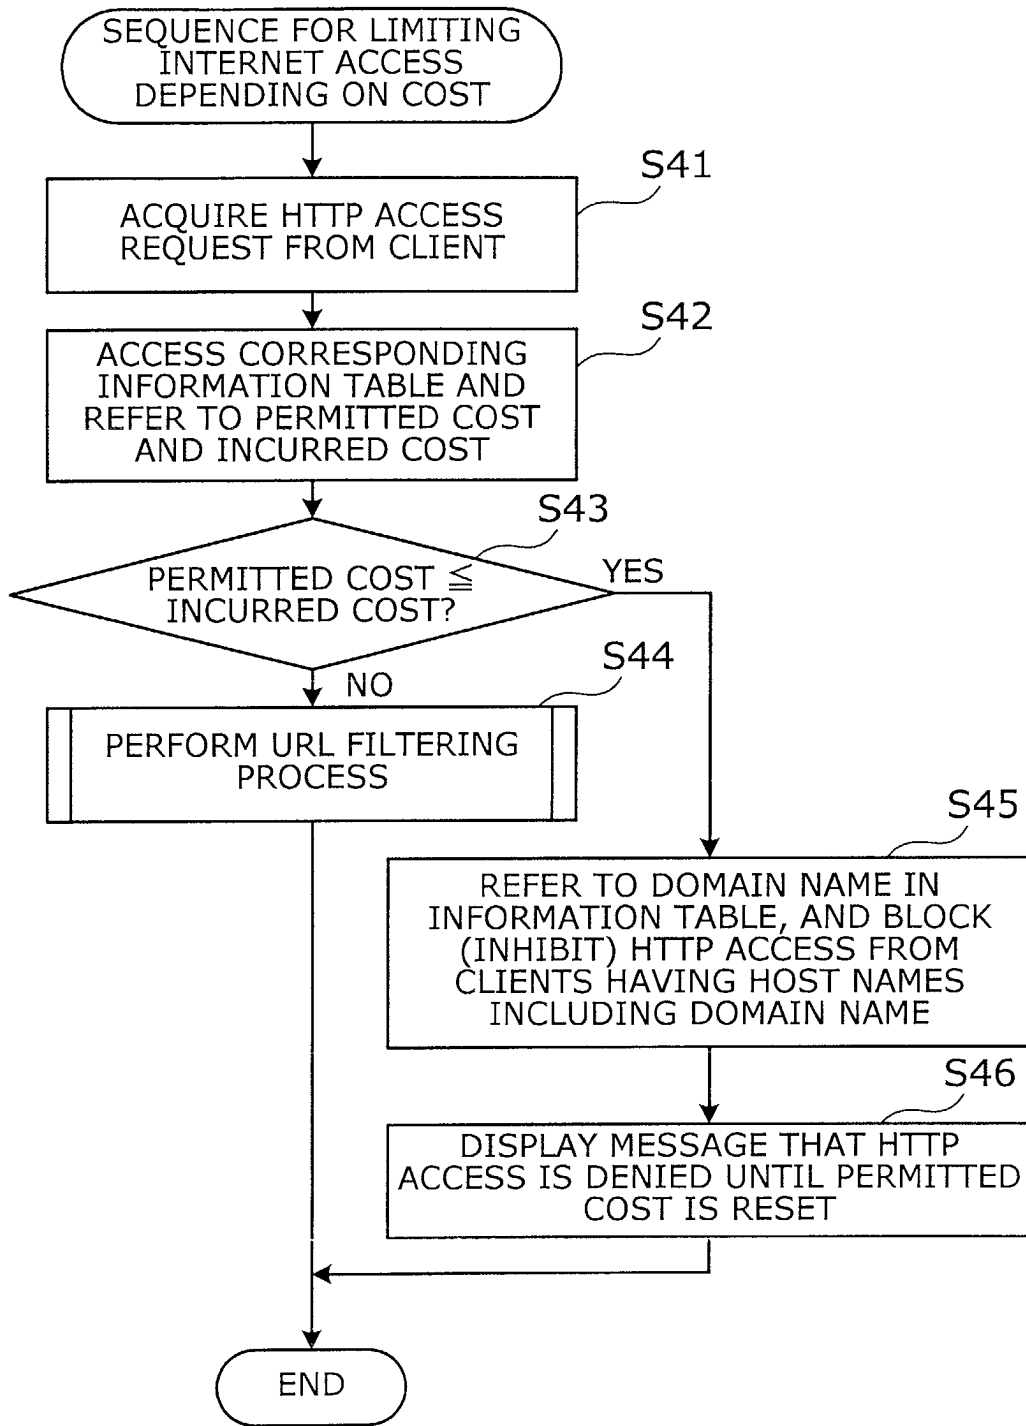 SEQUENCE FOR LIMITING
INTERNET ACCESS
DEPENDING ON COST
S41
ACQUIRE HTTP ACCESS
REQUEST FROM CLIENT
S42
ACCESS CORRESPONDING
INFORMATION TABLE AND
REFER TO PERMITTED COST
AND INCURRED COST
S43
PERMITTED COST ≦
INCURRED COST?
YES
NO
S44
PERFORM URL FILTERING
PROCESS
S45
REFER TO DOMAIN NAME IN
INFORMATION TABLE, AND BLOCK
(INHIBIT) HTTP ACCESS FROM
CLIENTS HAVING HOST NAMES
INCLUDING DOMAIN NAME
S46
DISPLAY MESSAGE THAT HTTP
ACCESS IS DENIED UNTIL PERMITTED
COST IS RESET
END